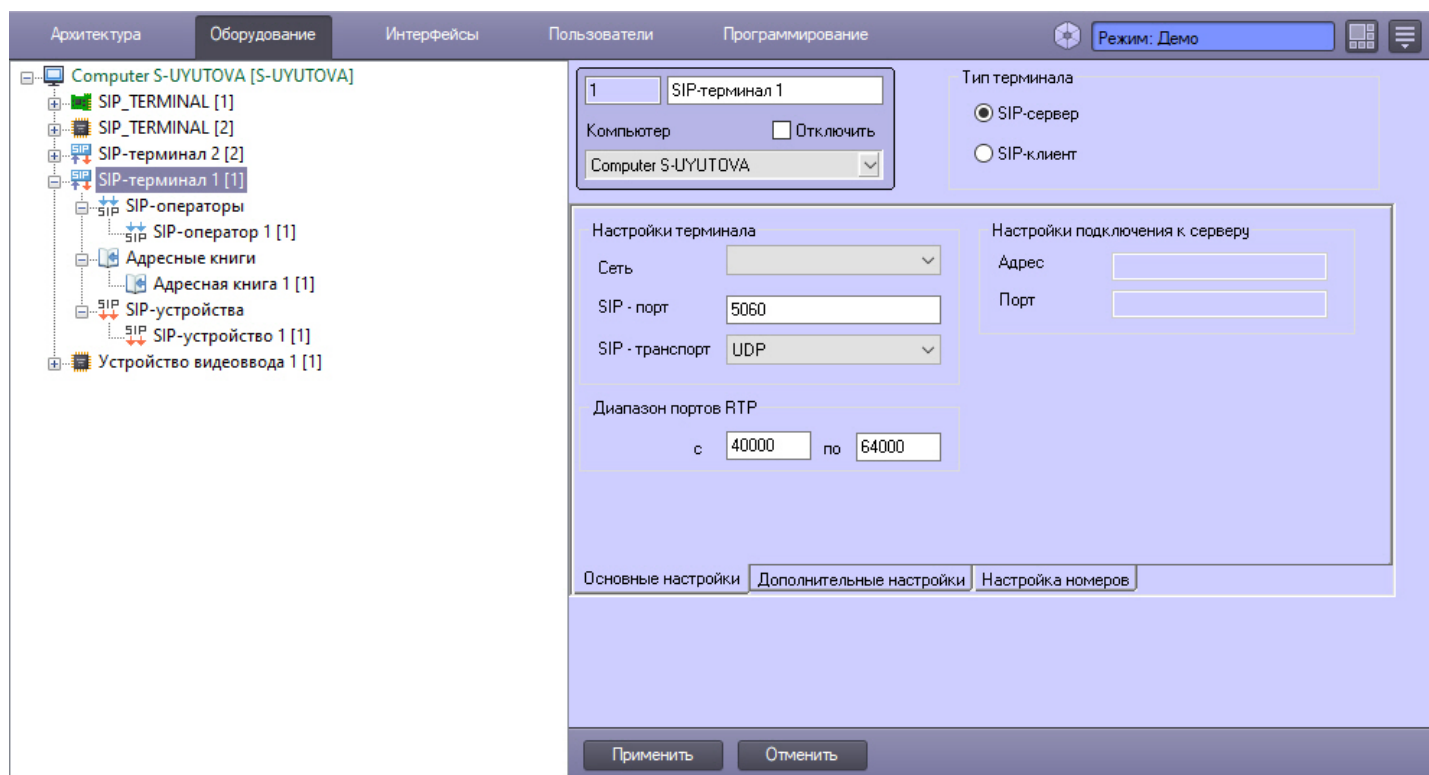 Архитектура Оборудование Интерфейсы Пользователи Программирование Режим: Демо
Computer S-UYUTOVA [S-UYUTOVA]
SIP_TERMINAL [1]
SIP_TERMINAL [2]
SIP-терминал 2 [2]
SIP-терминал 1 [1]
SIP-операторы
SIP-оператор 1 [1]
Адресные книги
Адресная книга 1 [1]
SIP-устройства
SIP-устройство 1 [1]
Устройство видеоввода 1 [1]
1 SIP-терминал 1
Компьютер Отключить
Computer S-UYUTOVA
Тип терминала
SIP-сервер
SIP-клиент
Настройки терминала
Сеть
SIP - порт 5060
SIP - транспорт UDP
Диапазон портов RTP
с 40000 по 64000
Настройки подключения к серверу
Адрес
Порт
Основные настройки Дополнительные настройки Настройка номеров
Применить Отменить